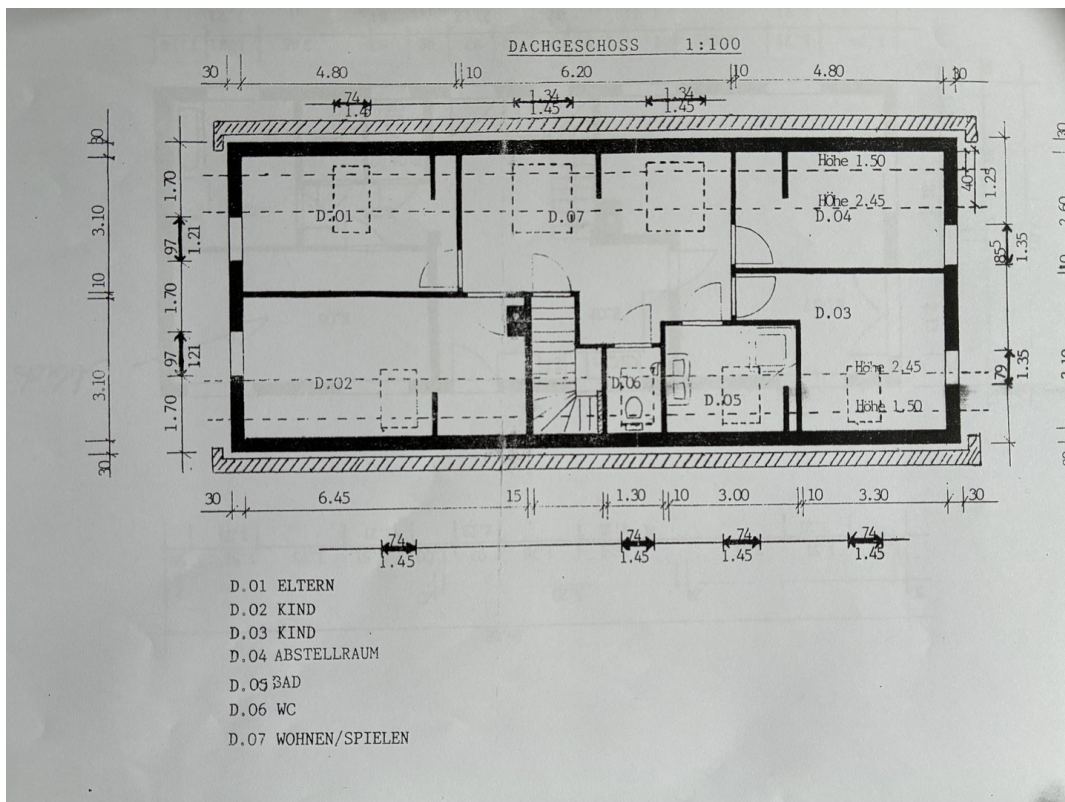 DACHGESCHOSS 1:100
30 4.80 10 6.20 10 4.80 30
74 1.34 1.34
1.45 1.45 1.45
30
3.10
10
3.10
30
1.70
97 1.21
1.70
97 121
1.70
Höhe 1.50
HÖhe 2.45
D.01
D.07
D.04
D.03
D.02
D.06
D.05
Höhe 2.45
Höhe 1.50
40
1.25
85⁵ 1.35
79 1.35
30
10
30 6.45 15 1.30 10 3.00 10 3.30 30
74 74 74 74
1.45 1.45 1.45 1.45
D.01 ELTERN
D.02 KIND
D.03 KIND
D.04 ABSTELLRAUM
D.05 BAD
D.06 WC
D.07 WOHNEN/SPIELEN